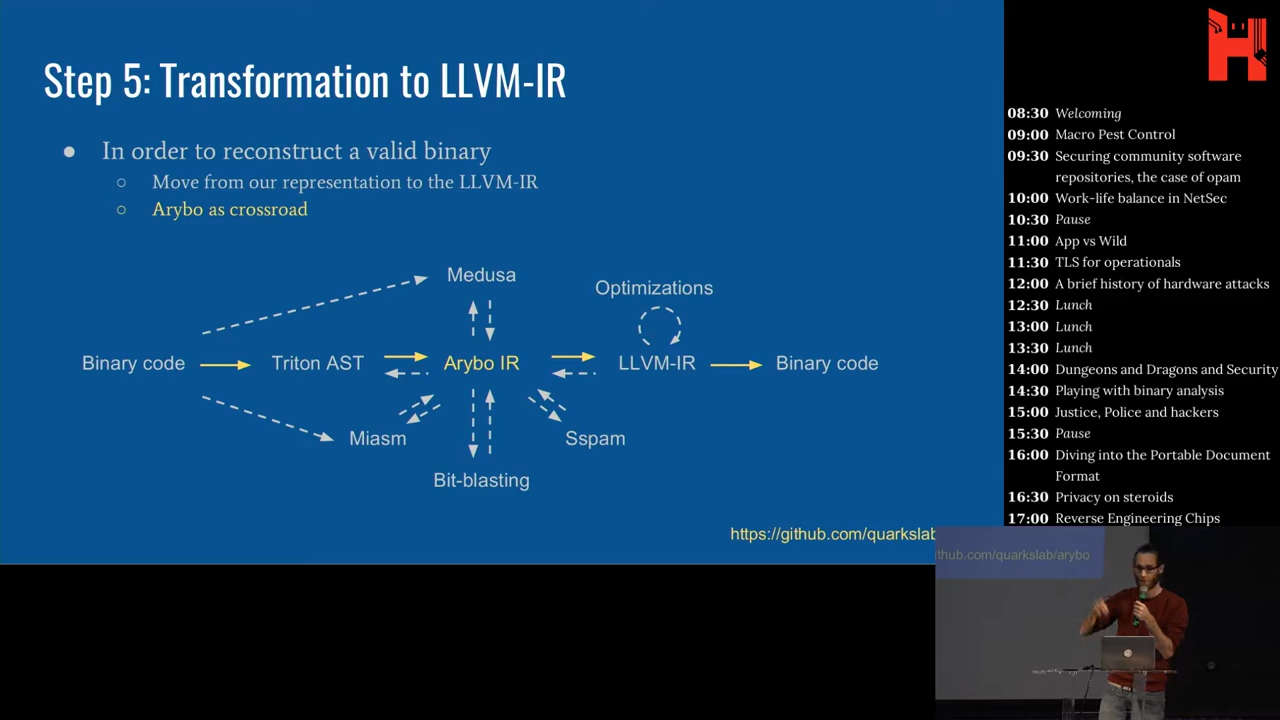 Step 5: Transformation to LLVM-IR
● In order to reconstruct a valid binary
○ Move from our representation to the LLVM-IR
○ Arybo as crossroad
Medusa
Optimizations
Binary code
Triton AST
Arybo IR
LLVM-IR
Binary code
Miasm
Sspam
Bit-blasting
https://github.com/quarkslab
ithub.com/quarkslab/arybo
H
08:30 Welcoming
09:00 Macro Pest Control
09:30 Securing community software
repositories, the case of opam
10:00 Work-life balance in NetSec
10:30 Pause
11:00 App vs Wild
11:30 TLS for operationals
12:00 A brief history of hardware attacks
12:30 Lunch
13:00 Lunch
13:30 Lunch
14:00 Dungeons and Dragons and Security
14:30 Playing with binary analysis
15:00 Justice, Police and hackers
15:30 Pause
16:00 Diving into the Portable Document
Format
16:30 Privacy on steroids
17:00 Reverse Engineering Chips